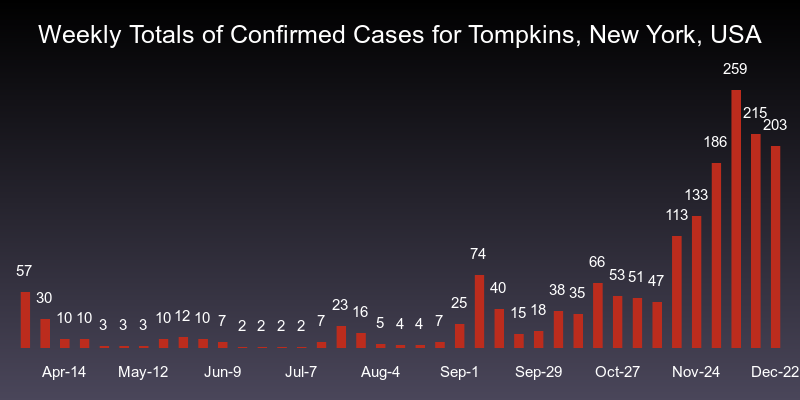 Weekly Totals of Confirmed Cases for Tompkins, New York, USA
57 30 10 10 3 3 3 10 12 10 7 2 2 2 2 7 23 16 5 4 4 7 25 74 40 15 18 38 35 66 53 51 47 113 133 186 259 215 203
Apr-14 May-12 Jun-9 Jul-7 Aug-4 Sep-1 Sep-29 Oct-27 Nov-24 Dec-22